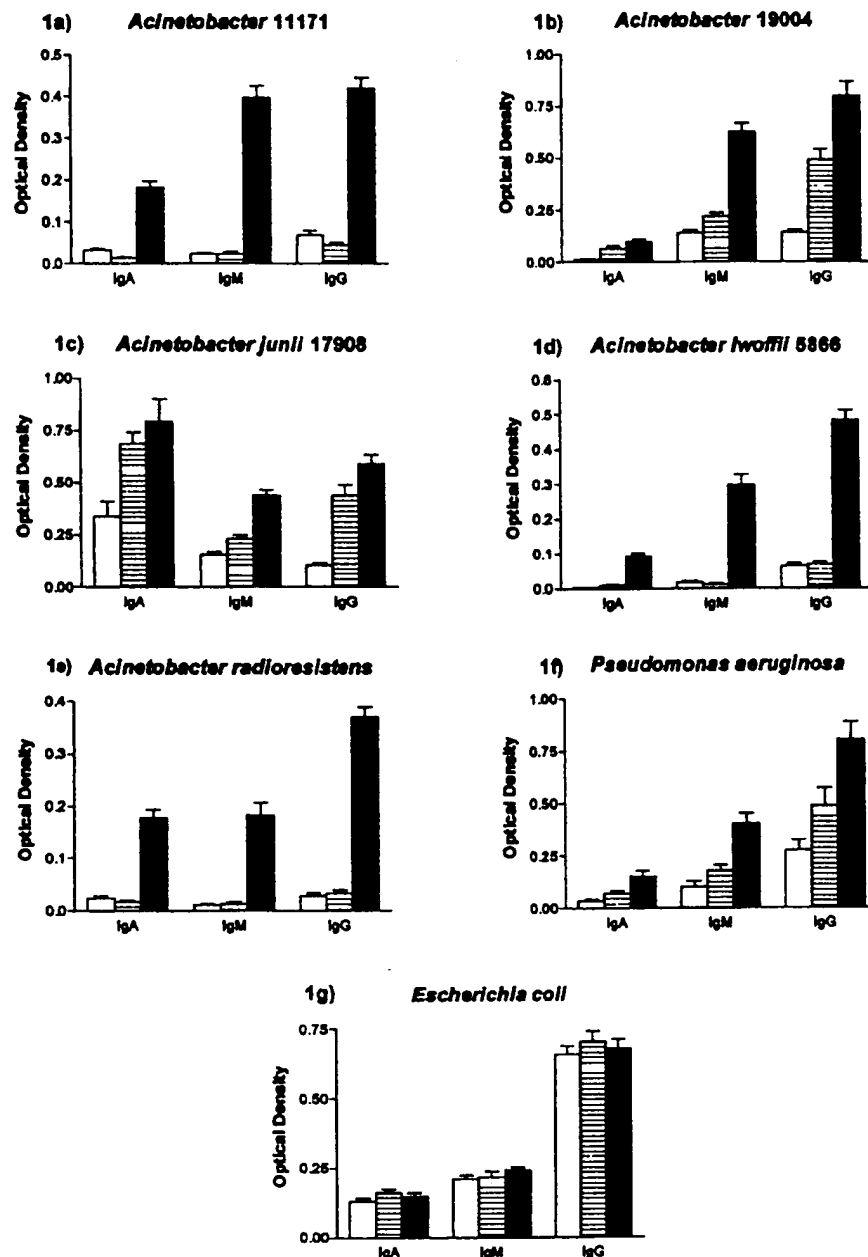 1a) Acinetobacter 11171
Optical Density
0.5
0.4
0.3
0.2
0.1
0.0
IgA IgM IgG
1b) Acinetobacter 19004
Optical Density
1.00
0.75
0.50
0.25
0.00
IgA IgM IgG
1c) Acinetobacter junii 17908
Optical Density
1.00
0.75
0.50
0.25
0.00
IgA IgM IgG
1d) Acinetobacter lwoffii 5866
Optical Density
0.6
0.5
0.4
0.3
0.2
0.1
0.0
IgA IgM IgG
1e) Acinetobacter radioresistens
Optical Density
0.4
0.3
0.2
0.1
0.0
IgA IgM IgG
1f) Pseudomonas aeruginosa
Optical Density
1.00
0.75
0.50
0.25
0.00
IgA IgM IgG
1g) Escherichia coli
Optical Density
0.75
0.50
0.25
0.00
IgA IgM IgG